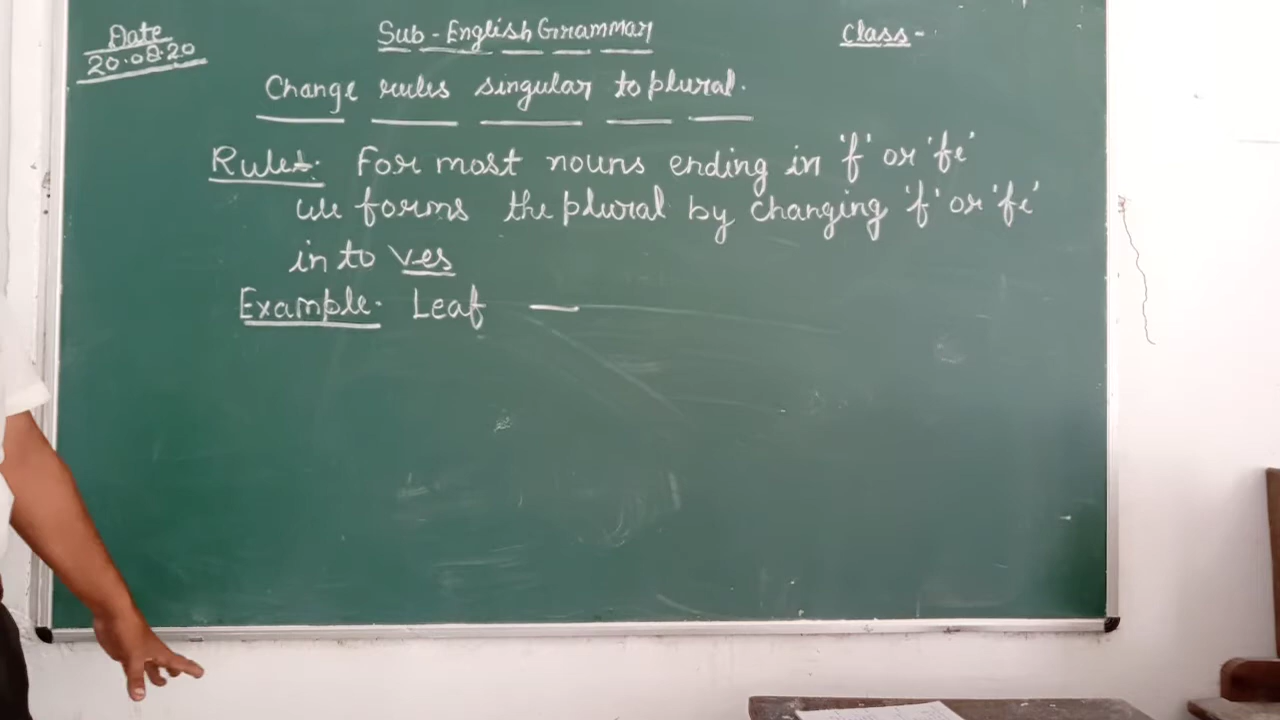 Date
20.08.20
Sub-English Grammar
Class-
Change rules singular to plural.
Rule1: For most nouns ending in 'f' or 'fe'
we forms the plural by changing 'f' or 'fe'
in to ves
Example- Leaf —